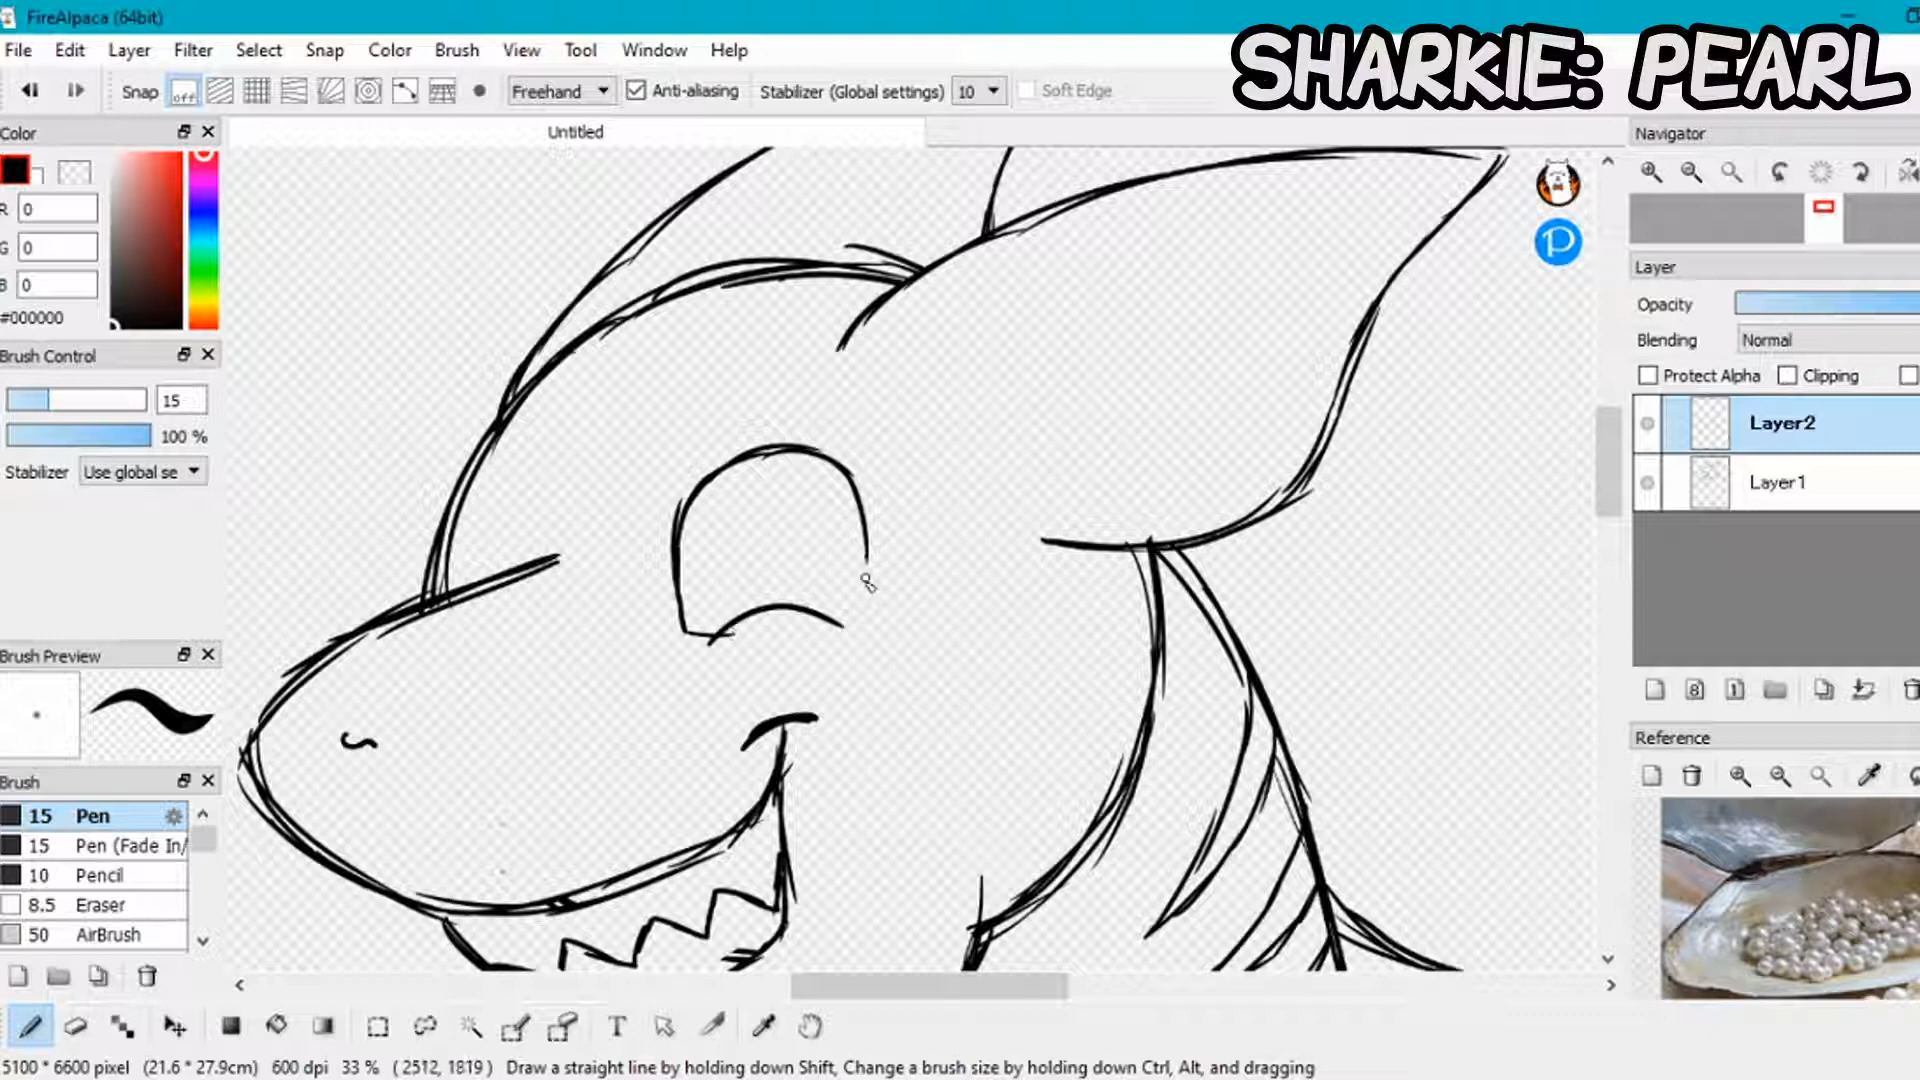 FireAlpaca (64bit)
SHARKIE: PEARL
File Edit Layer Filter Select Snap Color Brush View Tool Window Help
Snap off Freehand Anti-aliasing Stabilizer (Global settings) 10 Soft Edge
Color
Untitled
Navigator
R 0
G 0
B 0
#000000
Layer
Opacity
Blending Normal
Protect Alpha Clipping
Layer2
Layer1
Brush Control
15
100 %
Stabilizer Use global se
Brush Preview
Reference
Brush
15 Pen
15 Pen (Fade In/
10 Pencil
8.5 Eraser
50 AirBrush
5100 * 6600 pixel (21.6 * 27.9cm) 600 dpi 33 % ( 2512, 1819 ) Draw a straight line by holding down Shift, Change a brush size by holding down Ctrl, Alt, and dragging